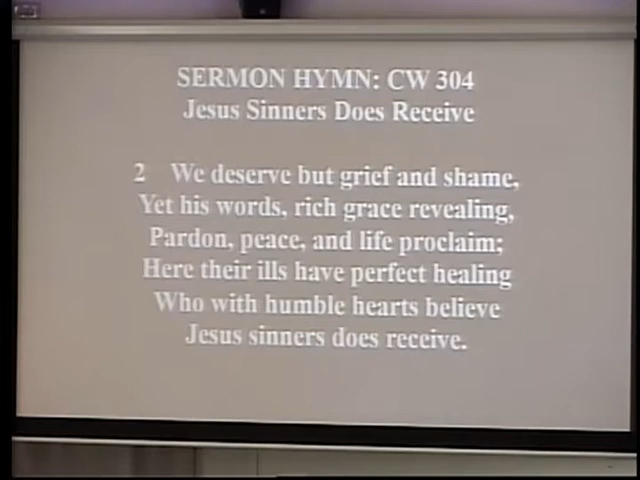 SERMON HYMN: CW 304
Jesus Sinners Does Receive
2 We deserve but grief and shame,
Yet his words, rich grace revealing,
Pardon, peace, and life proclaim;
Here their ills have perfect healing
Who with humble hearts believe
Jesus sinners does receive.